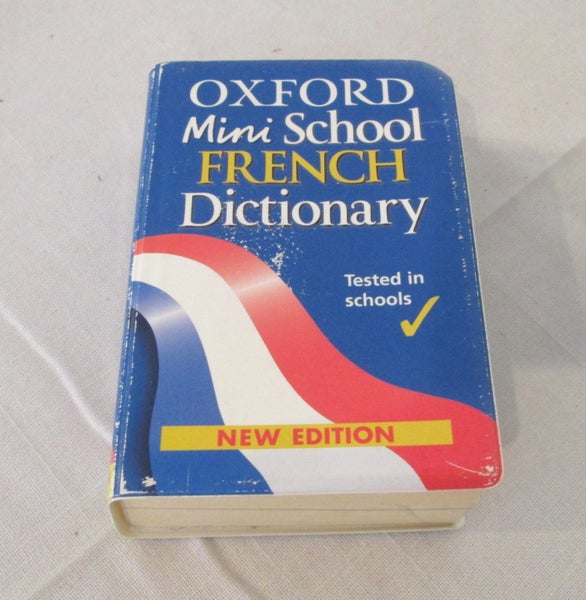 OXFORD
Mini School
FRENCH
Dictionary
Tested in
schools
NEW EDITION